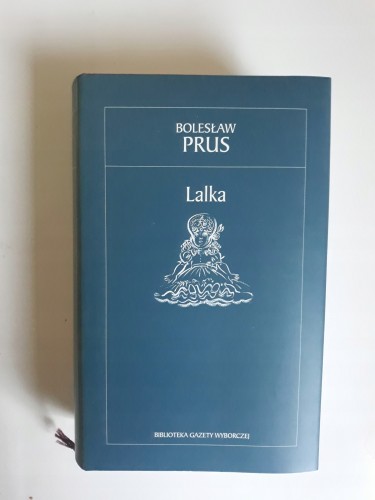 BOLESŁAW
PRUS
Lalka
BIBLIOTEKA GAZETY WYBORCZEJ